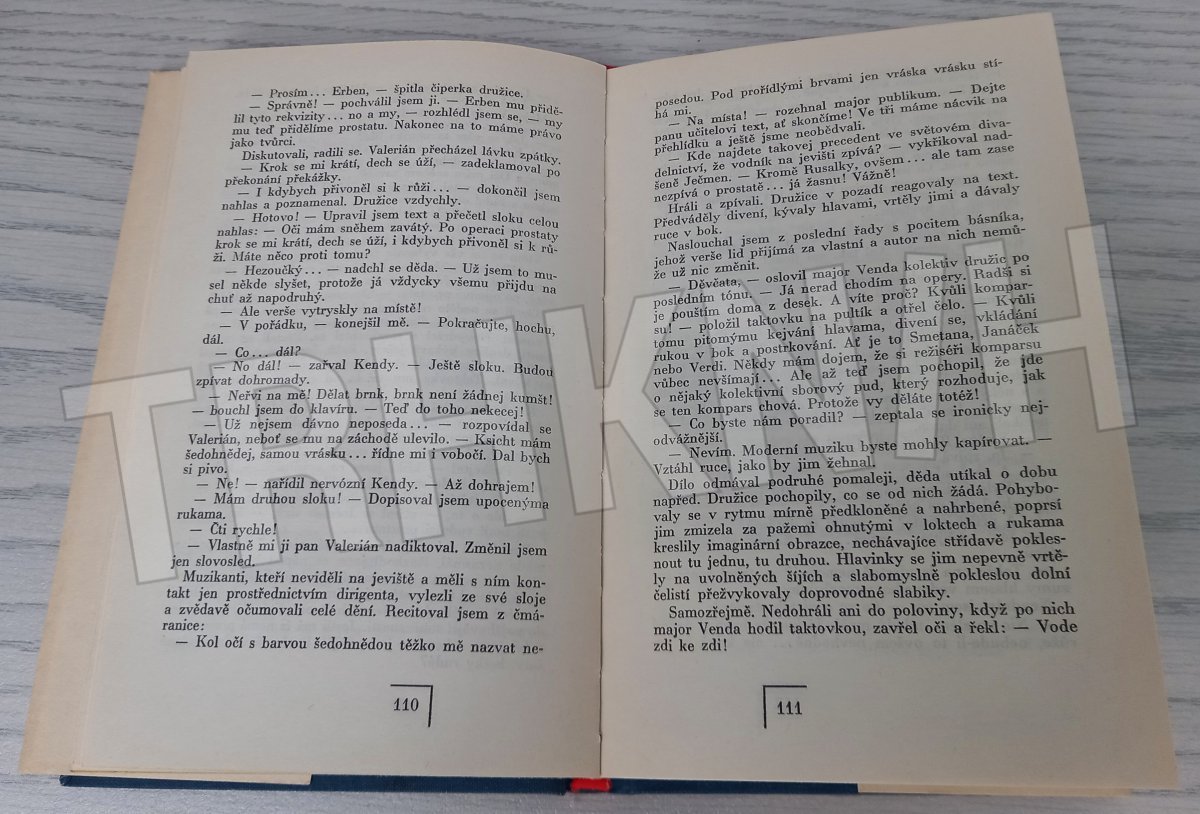 — Prosím... Erben, — špitla čiperka družice.
— Správně! — pochválil jsem ji. — Erben mu přidě-
lil tyto rekvizity... no a my, — rozhlédl jsem se, — my
mu teď přidělíme prostatu. Nakonec na to máme právo
jako tvůrci.
Diskutovali, radili se. Valerián přecházel lávku zpátky.
— Krok se mi krátí, dech se úží, — zadeklamoval po
překonání překážky.
— I kdybych přivoněl si k růži... — dokončil jsem
nahlas a poznamenal. Družice vzdychly.
— Hotovo! — Upravil jsem text a přečetl sloku celou
nahlas: — Oči mám sněhem zavátý. Po operaci prostaty
krok se mi krátí, dech se úží, i kdybych přivoněl si k rů-
ži. Máte něco proti tomu?
— Hezoučký... — nadchl se děda. — Už jsem to mu-
sel někde slyšet, protože já vždycky všemu přijdu na
chuť až napodruhý.
— Ale verše vytryskly na místě!
— V pořádku, — konejšil mě. — Pokračujte, hochu,
dál.
— Co... dál?
— No dál! — zařval Kendy. — Ještě sloku. Budou
zpívat dohromady.
— Neřvi na mě! Dělat brnk, brnk není žádnej kumšt!
— bouchl jsem do klavíru. — Teď do toho nekecej!
— Už nejsem dávno neposeda... — rozpovídal se
Valerián, neboť se mu na záchodě ulevilo. — Ksicht mám
šedohnědej, samou vrásku... řídne mi i vobočí. Dal bych
si pivo.
— Ne! — nařídil nervózní Kendy. — Až dohrajem!
— Mám druhou sloku! — Dopisoval jsem upocenýma
rukama.
— Čti rychle!
— Vlastně mi ji pan Valerián nadiktoval. Změnil jsem
jen slovosled.
Muzikanti, kteří neviděli na jeviště a měli s ním kon-
takt jen prostřednictvím dirigenta, vylezli ze své sloje
a zvědavě očumovali celé dění. Recitoval jsem z čmá-
ranice:
— Kol očí s barvou šedohnědou těžko mě nazvat ne-
110
posedou. Pod prořídlými brvami jen vráska vrásku stí-
há mi.
— Na místa! — rozehnal major publikum. — Dejte
panu učitelovi text, ať skončíme! Ve tři máme nácvik na
přehlídku a ještě jsme neobědvali.
— Kde najdete takovej precedent ve světovém diva-
delnictví, že vodník na jevišti zpívá? — vykřikoval nad-
šeně Ječmen. — Kromě Rusalky, ovšem... ale tam zase
nezpívá o prostatě... já žasnu! Vážně!
Hráli a zpívali. Družice v pozadí reagovaly na text.
Předváděly divení, kývaly hlavami, vrtěly jimi a dávaly
ruce v bok.
Naslouchal jsem z poslední řady s pocitem básníka,
jehož verše lid přijímá za vlastní a autor na nich nemů-
že už nic změnit.
— Děvčata, — oslovil major Venda kolektiv družic po
posledním tónu. — Já nerad chodím na opery. Radši si
je pouštím doma z desek. A víte proč? Kvůli kompar-
su! — položil taktovku na pultík a otřel čelo. — Kvůli
tomu pitomýmu kejvání hlavama, divení se, vkládání
rukou v bok a postrkování. Ať je to Smetana, Janáček
nebo Verdi. Někdy mám dojem, že si režiséři komparsu
vůbec nevšímají... Ale až teď jsem pochopil, že jde
o nějaký kolektivní sborový pud, který rozhoduje, jak
se ten kompars chová. Protože vy děláte totéž!
— Co byste nám poradil? — zeptala se ironicky nej-
odvážnější.
— Nevím. Moderní muziku byste mohly kapírovat. —
Vztáhl ruce, jako by jim žehnal.
Dílo odmával podruhé pomaleji, děda utíkal o dobu
napřed. Družice pochopily, co se od nich žádá. Pohybo-
valy se v rytmu mírně předkloněné a nahrbené, poprsí
jim zmizela za pažemi ohnutými v loktech a rukama
kreslily imaginární obrazce, nechávajíce střídavě pokles-
nout tu jednu, tu druhou. Hlavinky se jim nepevně vrtě-
ly na uvolněných šíjích a slabomyslně pokleslou dolní
čelistí přežvykovaly doprovodné slabiky.
Samozřejmě. Nedohráli ani do poloviny, když po nich
major Venda hodil taktovkou, zavřel oči a řekl: — Vode
zdi ke zdi!
111
TRHKNIH